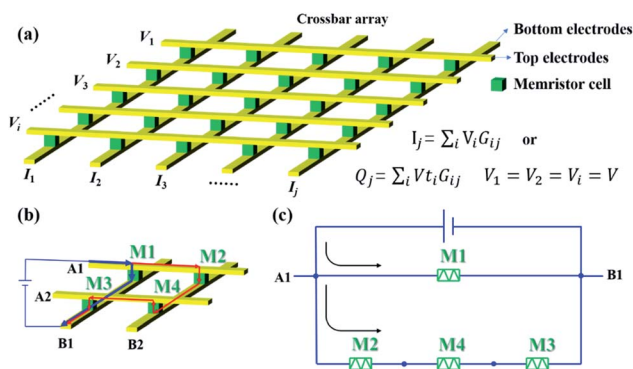 Crossbar array
(a)
V₁
V₂
V₃
......
Vᵢ
I₁
I₂
I₃
......
Iⱼ
Bottom electrodes
Top electrodes
Memristor cell
Iⱼ= ∑ᵢ VᵢGᵢⱼ or
Qⱼ= ∑ᵢ VtᵢGᵢⱼ V₁ = V₂ = Vᵢ = V
(b)
A1
M1
M2
A2
M3
M4
B1
B2
(c)
A1
M1
B1
M2
M4
M3